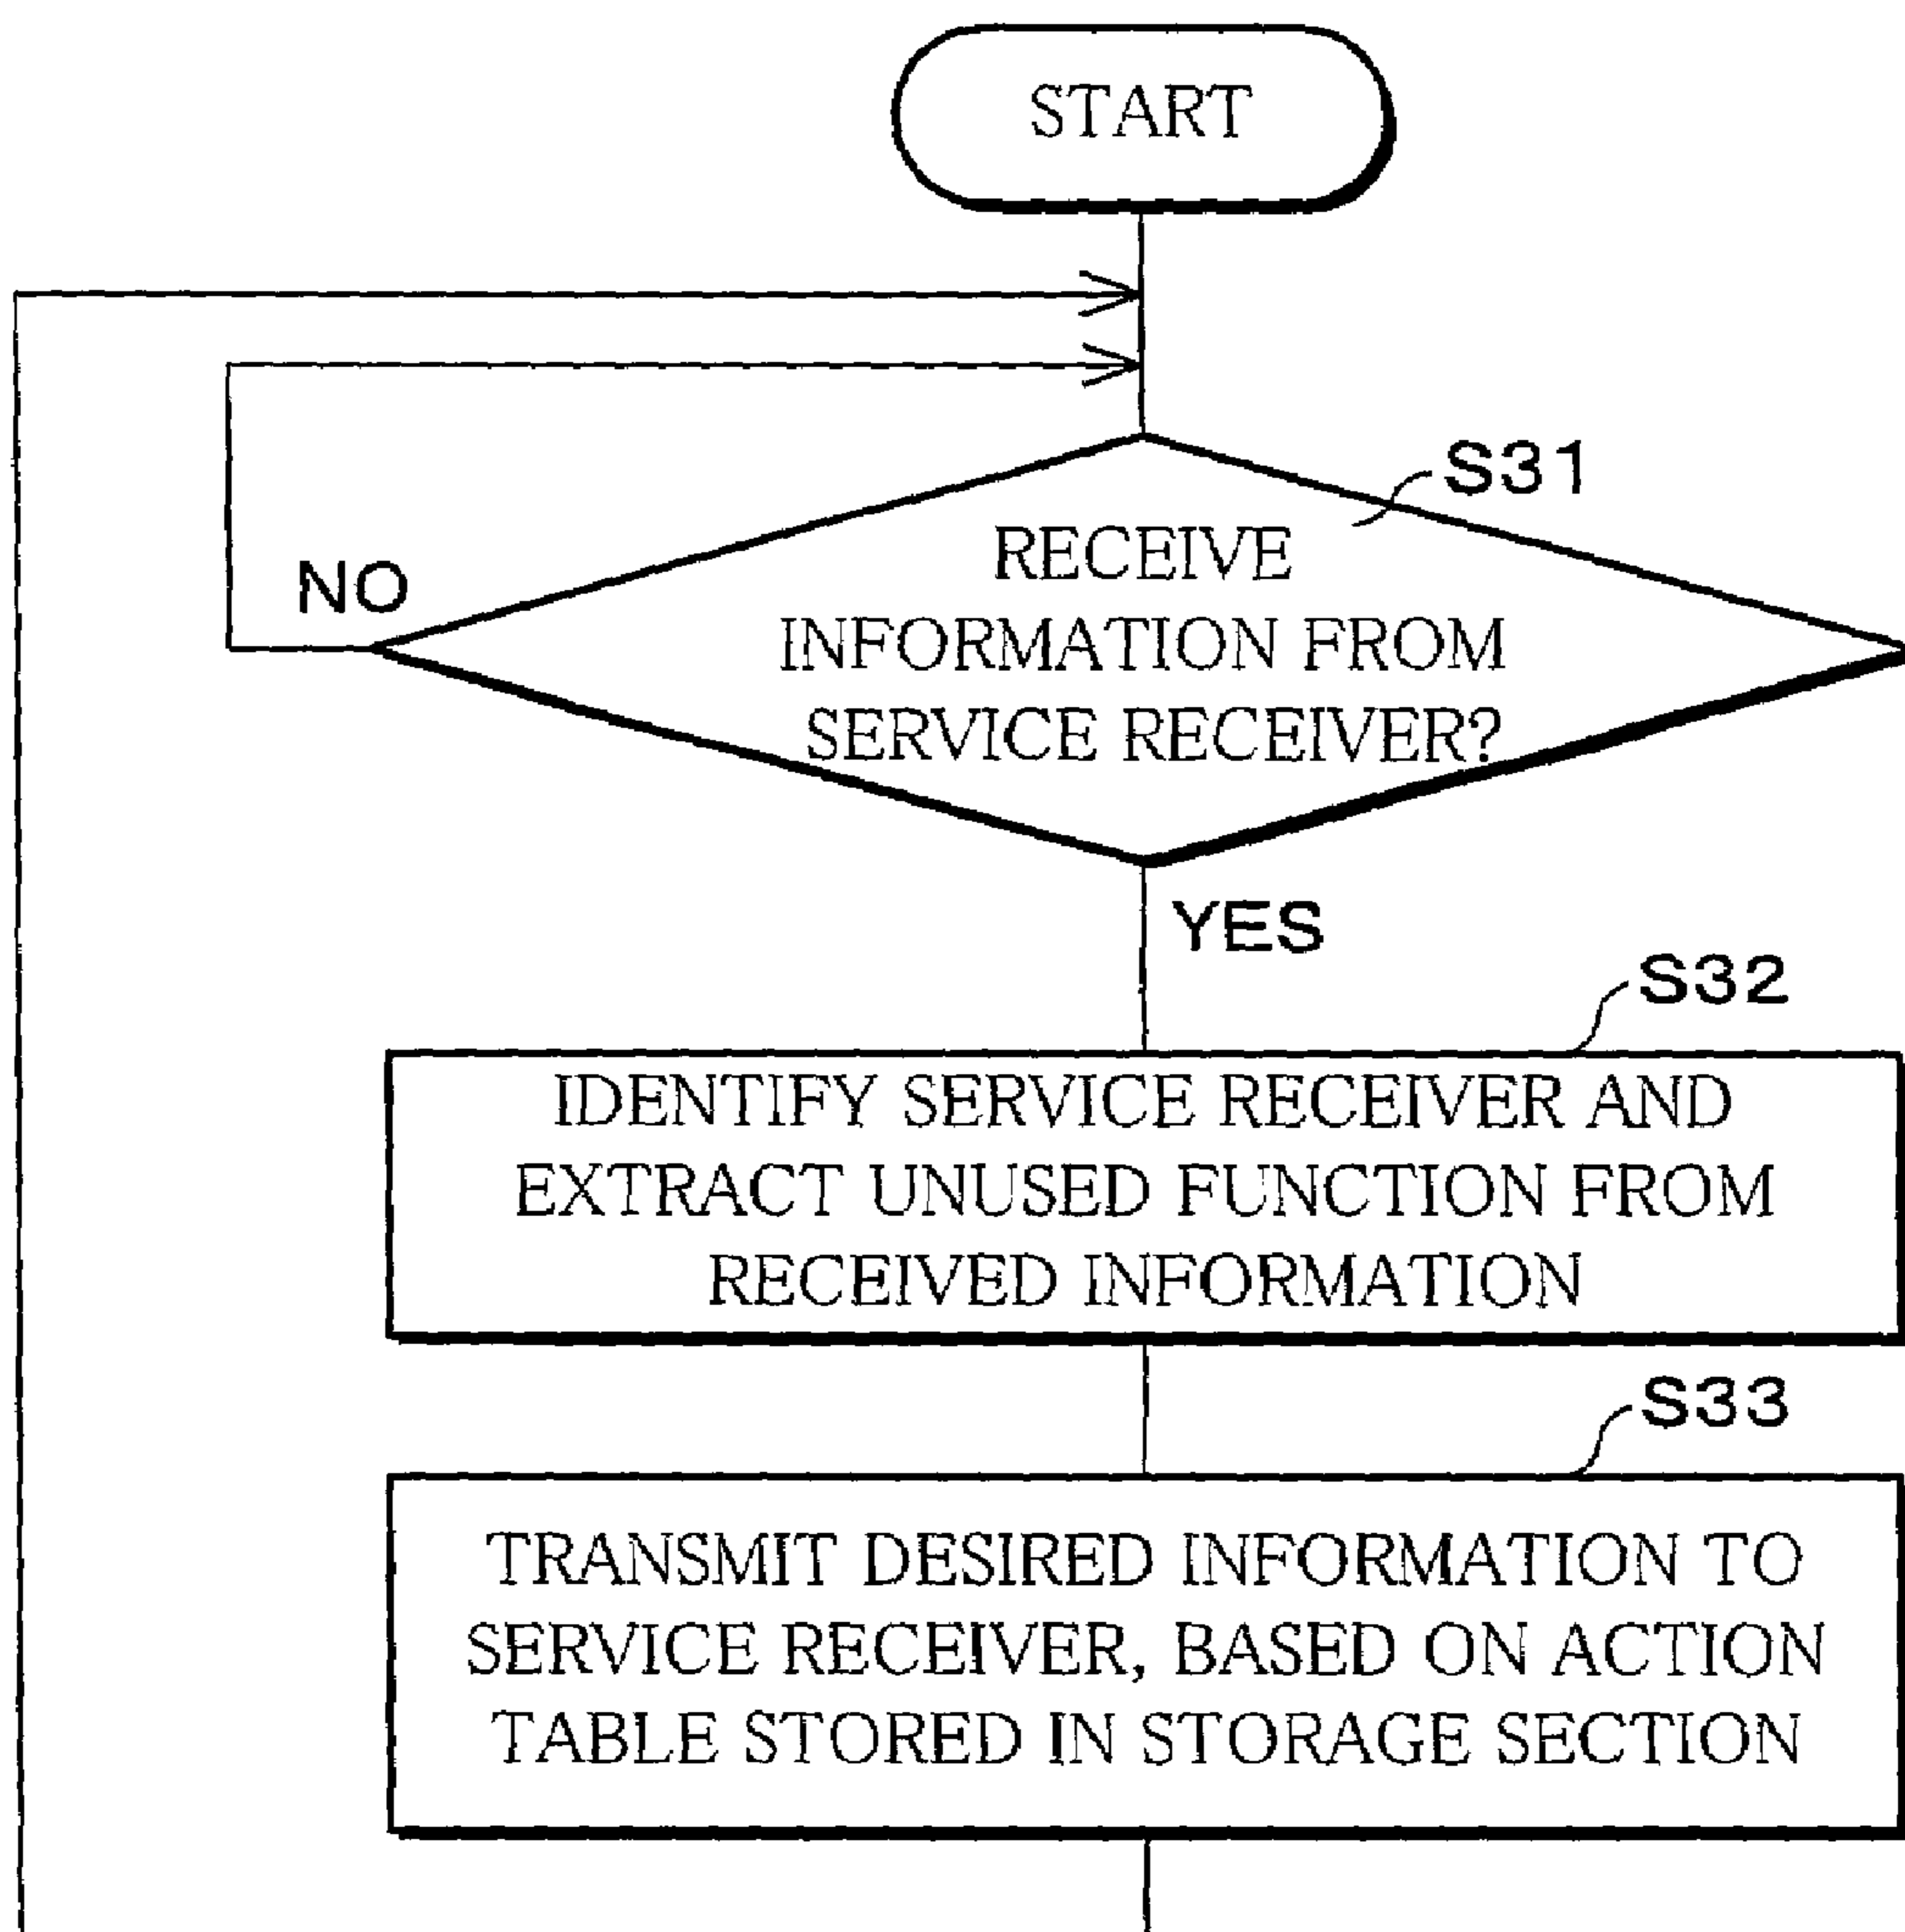 START
S31
RECEIVE
INFORMATION FROM
SERVICE RECEIVER?
NO
YES
S32
IDENTIFY SERVICE RECEIVER AND
EXTRACT UNUSED FUNCTION FROM
RECEIVED INFORMATION
S33
TRANSMIT DESIRED INFORMATION TO
SERVICE RECEIVER, BASED ON ACTION
TABLE STORED IN STORAGE SECTION